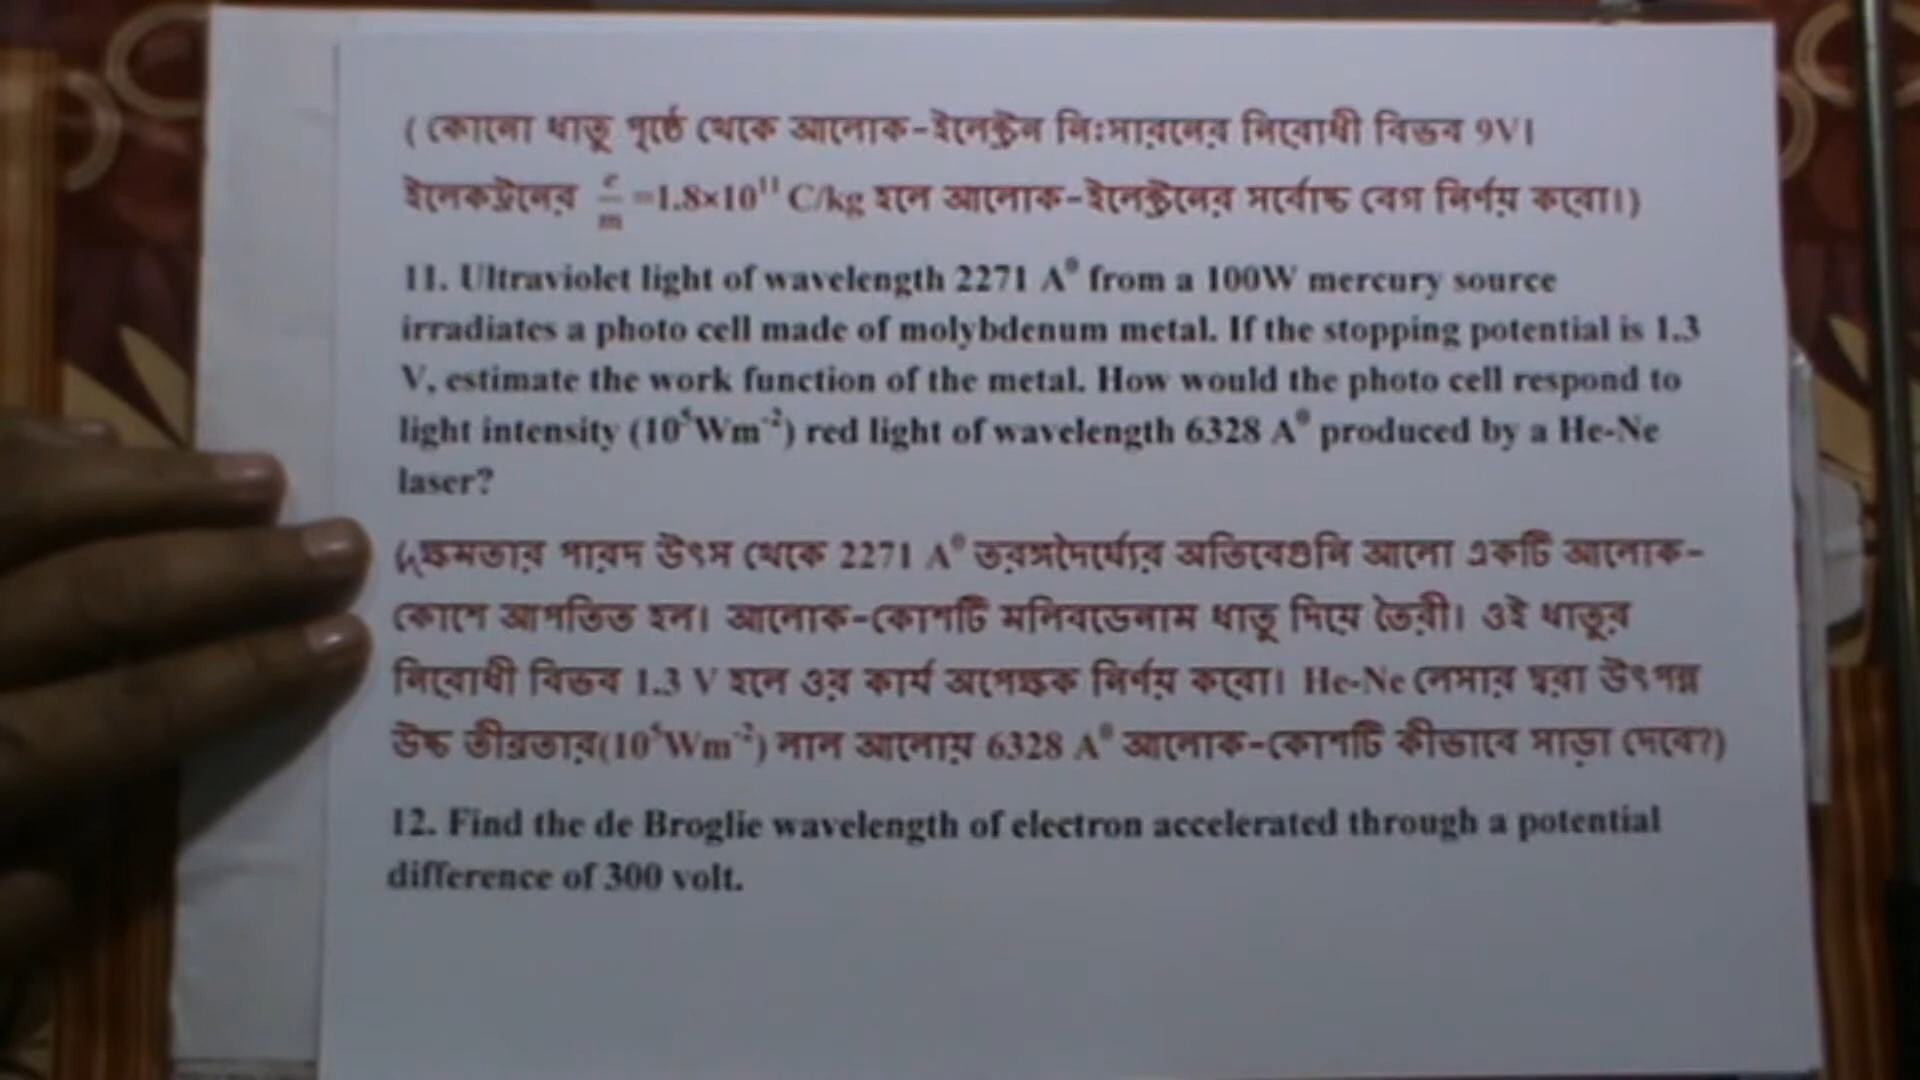 ( কোনো ধাতু পৃষ্ঠে থেকে আলোক-ইলেক্ট্রন নিঃসারনের নিবোধী বিভব 9V।
ইলেকট্রনের e/m =1.8×10¹¹ C/kg হলে আলোক-ইলেক্ট্রনের সর্বোচ্চ বেগ নির্ণয় করো।)
11. Ultraviolet light of wavelength 2271 A⁰ from a 100W mercury source
irradiates a photo cell made of molybdenum metal. If the stopping potential is 1.3
V, estimate the work function of the metal. How would the photo cell respond to
light intensity (10⁵Wm⁻²) red light of wavelength 6328 A⁰ produced by a He-Ne
laser?
ক্ষমতার পারদ উৎস থেকে 2271 A⁰ তরঙ্গদৈর্ঘ্যের অতিবেগুনি আলো একটি আলোক-
কোশে আপতিত হল। আলোক-কোশটি মলিবডেনাম ধাতু দিয়ে তৈরী। ওই ধাতুর
নিবোধী বিভব 1.3 V হলে ওর কার্য অপেক্ষক নির্ণয় করো। He-Ne লেসার দ্বরা উৎপন্ন
উচ্চ তীব্রতার(10⁵Wm⁻²) লাল আলোয় 6328 A⁰ আলোক-কোশটি কীভাবে সাড়া দেবে?)
12. Find the de Broglie wavelength of electron accelerated through a potential
difference of 300 volt.